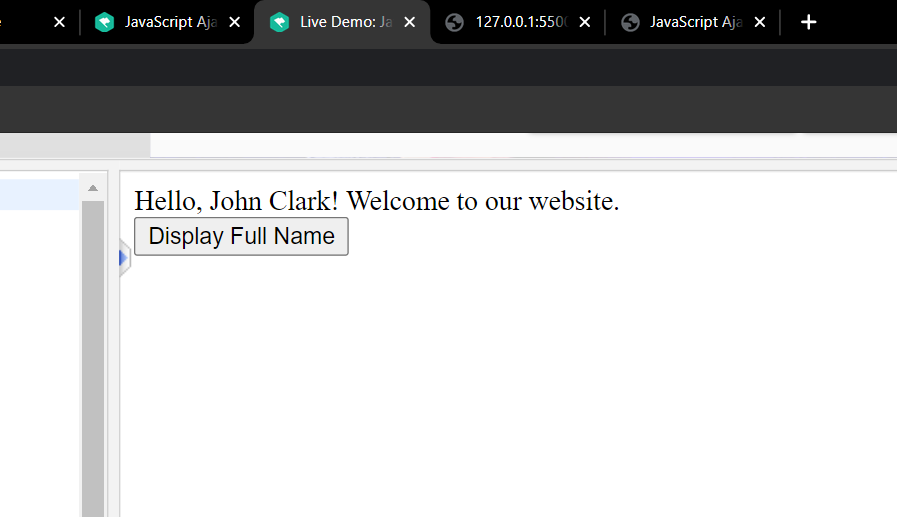 JavaScript Aja
Live Demo: Ja
127.0.0.1:5500
JavaScript Aja
Hello, John Clark! Welcome to our website.
Display Full Name